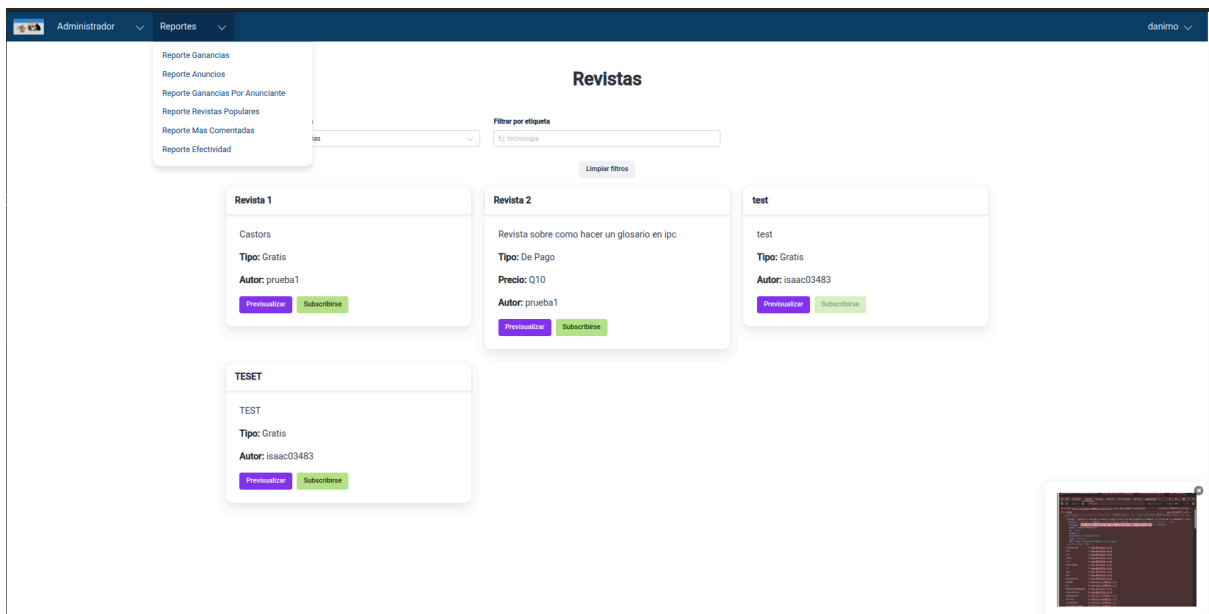 Administrador
Reportes
danimo
Reporte Ganancias
Reporte Anuncios
Reporte Ganancias Por Anunciante
Reporte Revistas Populares
Reporte Mas Comentadas
Reporte Efectividad
Revistas
Filtrar por etiqueta
Ej: tecnologia
Limpiar filtros
Revista 1
Castors
Tipo: Gratis
Autor: prueba1
Previsualizar
Subscribirse
Revista 2
Revista sobre como hacer un glosario en ipc
Tipo: De Pago
Precio: Q10
Autor: prueba1
Previsualizar
Subscribirse
test
test
Tipo: Gratis
Autor: isaac03483
Previsualizar
Subscribirse
TESET
TEST
Tipo: Gratis
Autor: isaac03483
Previsualizar
Subscribirse